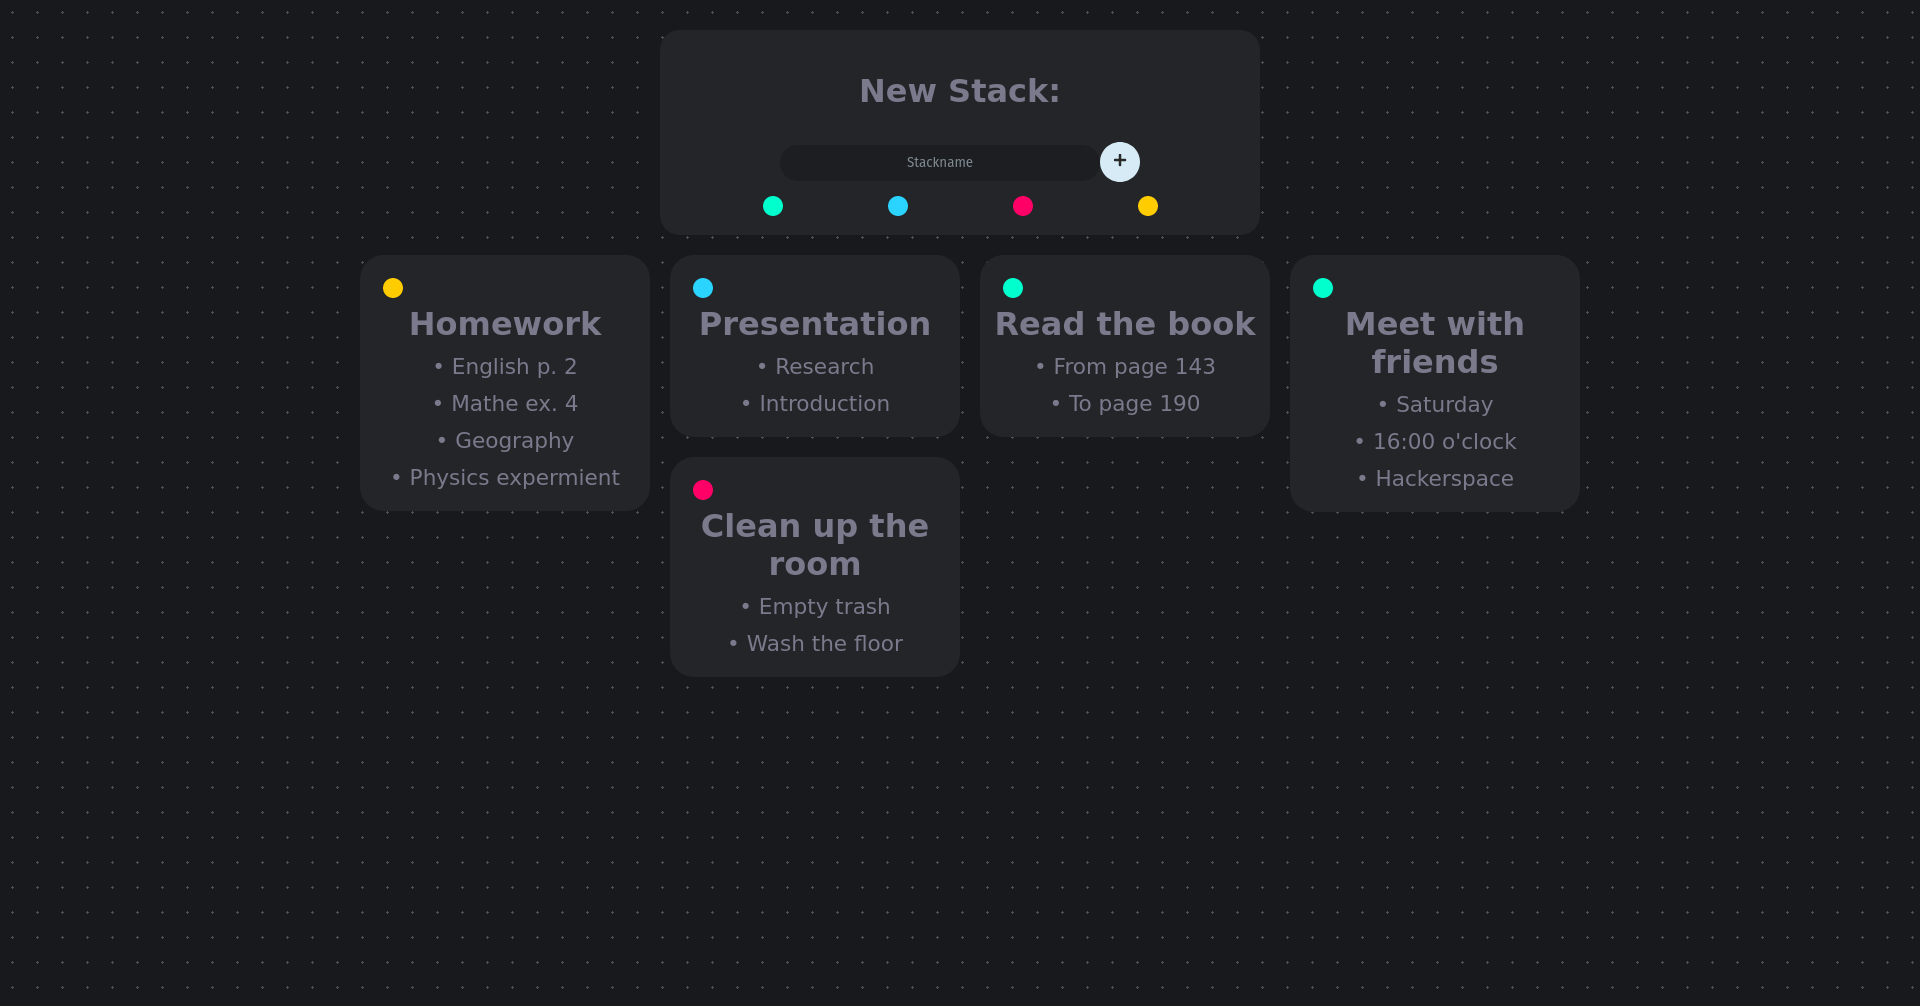 New Stack:
Stackname
+
Homework
• English p. 2
• Mathe ex. 4
• Geography
• Physics expermient
Presentation
• Research
• Introduction
Read the book
• From page 143
• To page 190
Meet with
friends
• Saturday
• 16:00 o'clock
• Hackerspace
Clean up the
room
• Empty trash
• Wash the floor